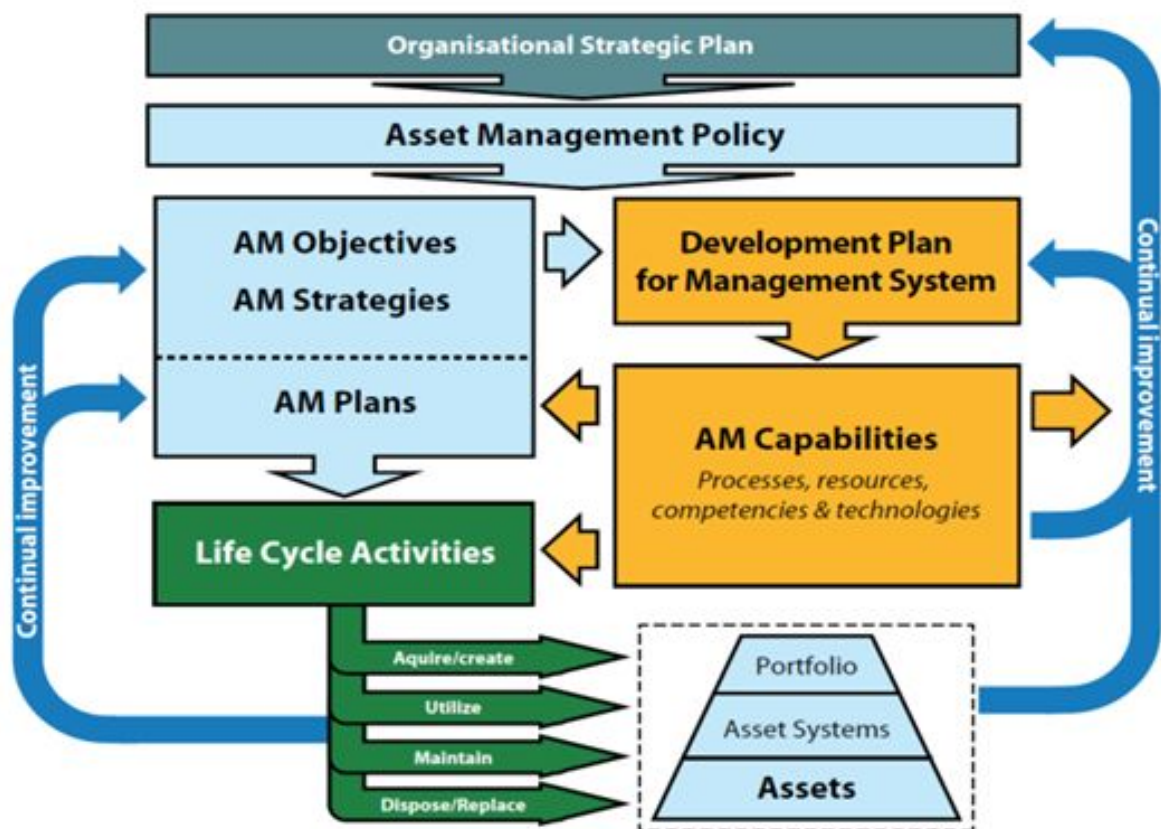 Organisational Strategic Plan
Asset Management Policy
AM Objectives
AM Strategies
AM Plans
Development Plan
for Management System
AM Capabilities
Processes, resources,
competencies & technologies
Life Cycle Activities
Aquire/create
Utilize
Maintain
Dispose/Replace
Portfolio
Asset Systems
Assets
Continual improvement
Continual improvement